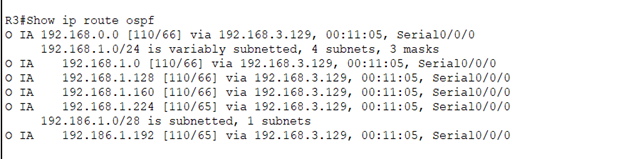 R3#Show ip route ospf
O IA 192.168.0.0 [110/66] via 192.168.3.129, 00:11:05, Serial0/0/0
192.168.1.0/24 is variably subnetted, 4 subnets, 3 masks
O IA 192.168.1.0 [110/66] via 192.168.3.129, 00:11:05, Serial0/0/0
O IA 192.168.1.128 [110/66] via 192.168.3.129, 00:11:05, Serial0/0/0
O IA 192.168.1.160 [110/66] via 192.168.3.129, 00:11:05, Serial0/0/0
O IA 192.168.1.224 [110/65] via 192.168.3.129, 00:11:05, Serial0/0/0
192.186.1.0/28 is subnetted, 1 subnets
O IA 192.186.1.192 [110/65] via 192.168.3.129, 00:11:05, Serial0/0/0